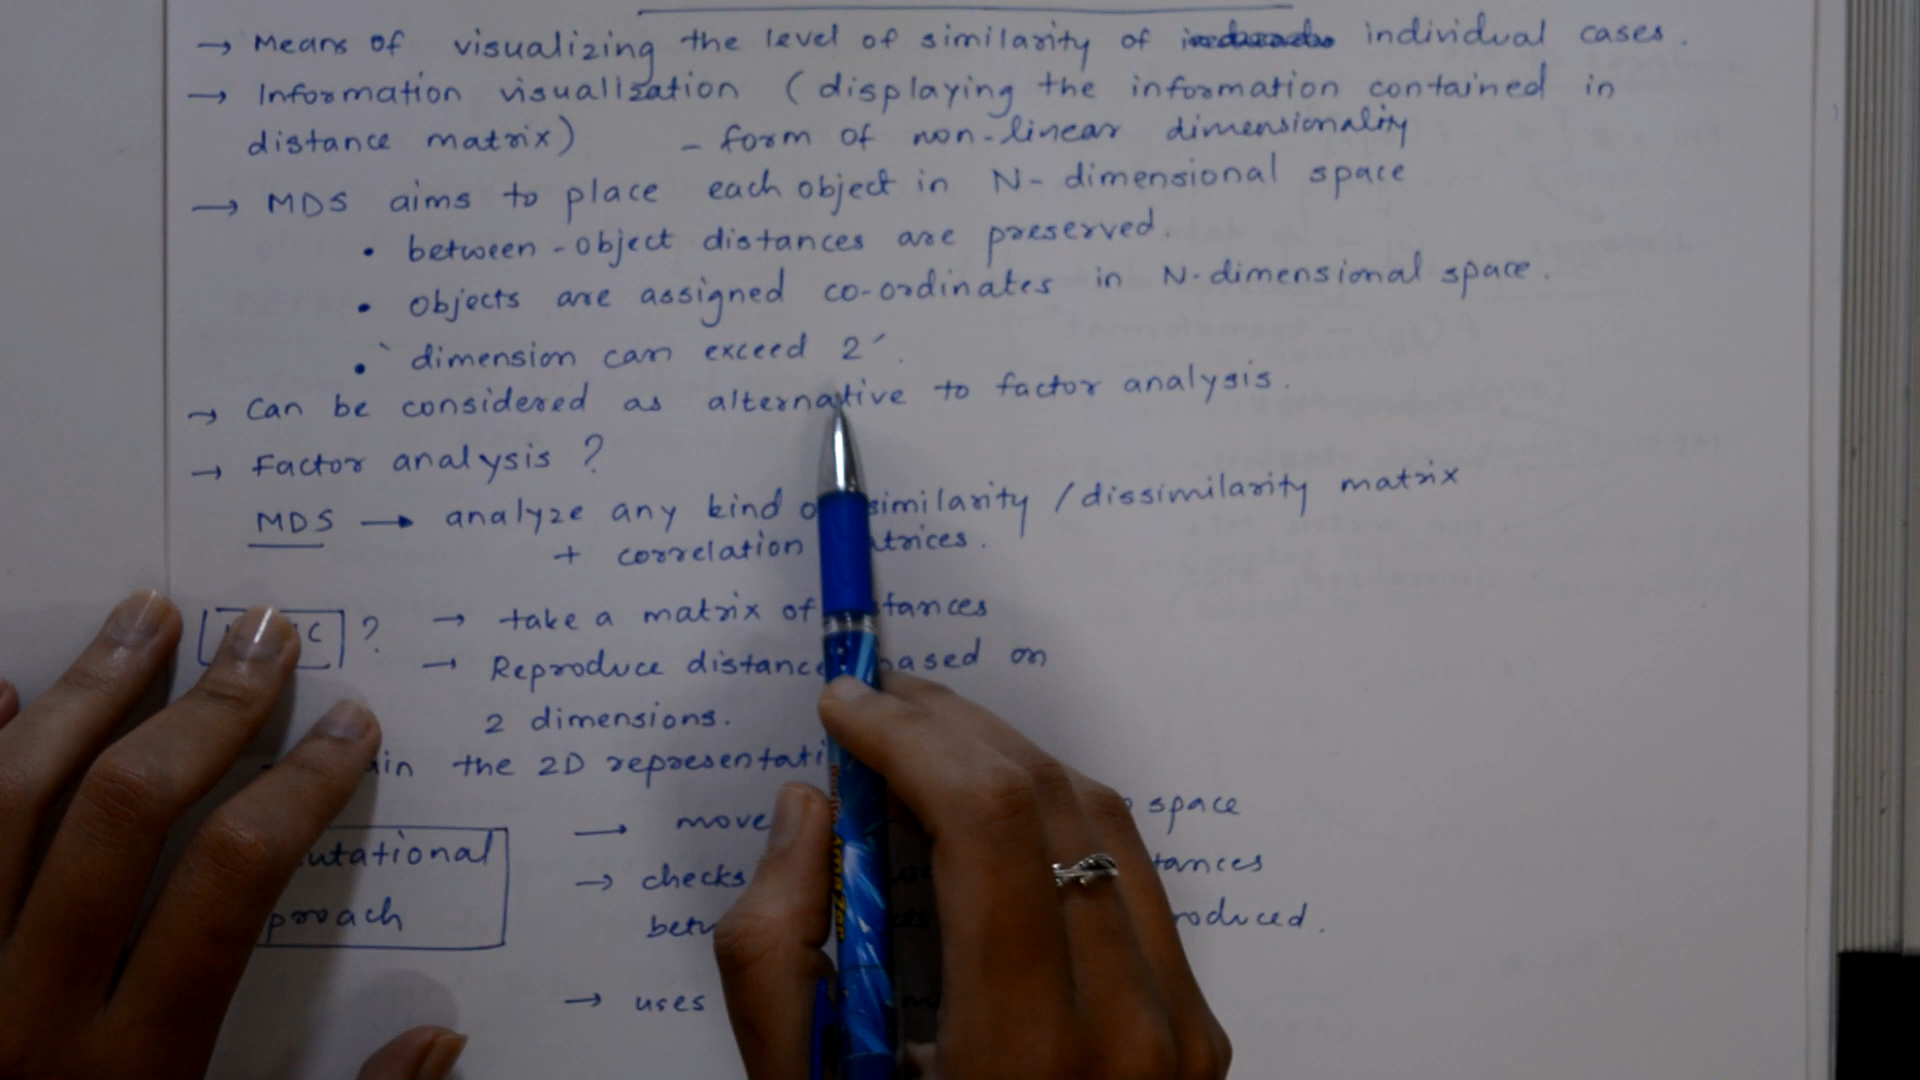 → Means of visualizing the level of similarity of individual cases.
→ Information visualization (displaying the information contained in
distance matrix) - form of non-linear dimensionality
→ MDS aims to place each object in N-dimensional space
• between-object distances are preserved.
• objects are assigned co-ordinates in N-dimensional space.
• dimension can exceed 2.
→ Can be considered as alternative to factor analysis.
→ Factor analysis ?
MDS → analyze any kind similarity / dissimilarity matrix
+ correlation
? → take a matrix of
→ Reproduce based on
2 dimensions.
the 2D
→ move space
→ checks
→ uses